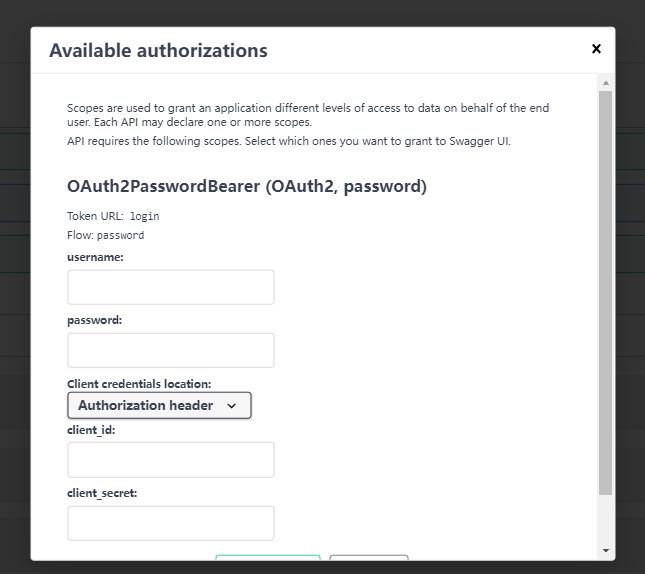 Available authorizations
×
Scopes are used to grant an application different levels of access to data on behalf of the end
user. Each API may declare one or more scopes.
API requires the following scopes. Select which ones you want to grant to Swagger UI.
OAuth2PasswordBearer (OAuth2, password)
Token URL: login
Flow: password
username:
password:
Client credentials location:
Authorization header
client_id:
client_secret: